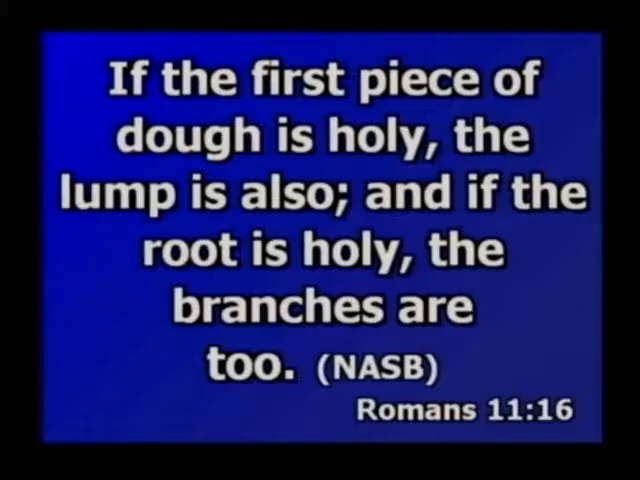 If the first piece of
dough is holy, the
lump is also; and if the
root is holy, the
branches are
too. (NASB)
Romans 11:16